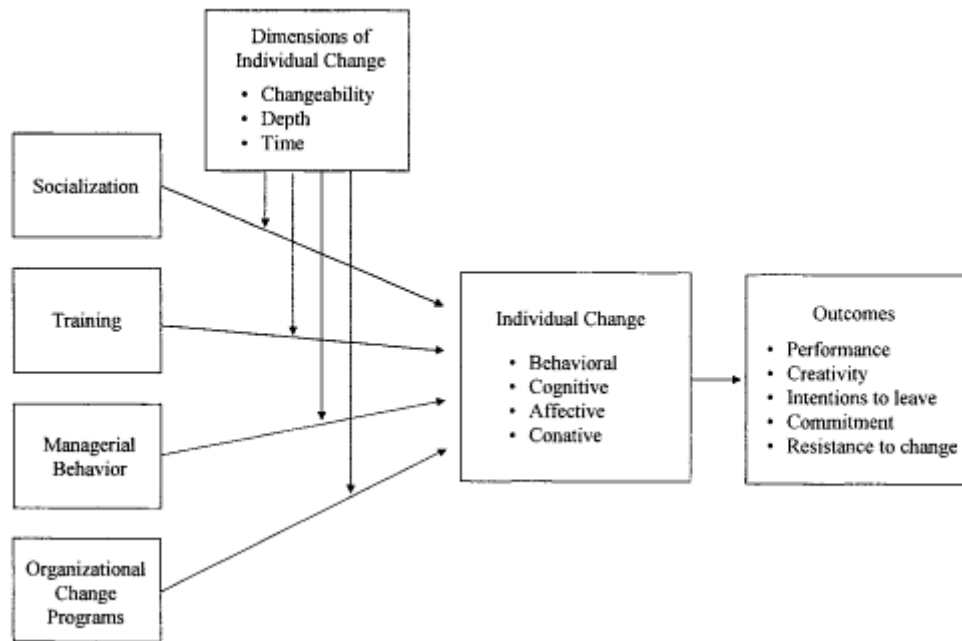 Dimensions of
Individual Change
• Changeability
• Depth
• Time
Socialization
Training
Managerial
Behavior
Organizational
Change
Programs
Individual Change
• Behavioral
• Cognitive
• Affective
• Conative
Outcomes
• Performance
• Creativity
• Intentions to leave
• Commitment
• Resistance to change